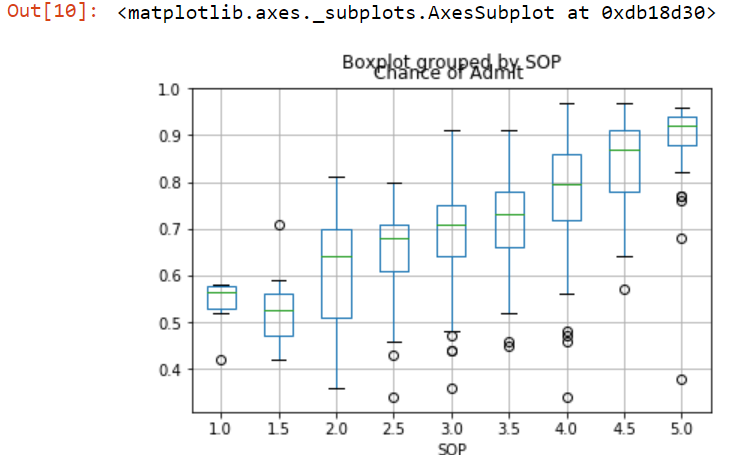 Out[10]: <matplotlib.axes._subplots.AxesSubplot at 0xdb18d30>
Boxplot grouped by SOP
Chance of Admit
1.0
0.9
0.8
0.7
0.6
0.5
0.4
1.0 1.5 2.0 2.5 3.0 3.5 4.0 4.5 5.0
SOP